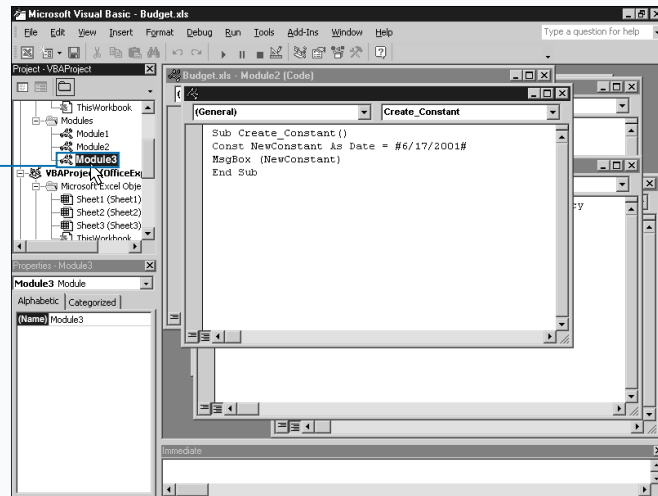 Microsoft Visual Basic - Budget.xls
File Edit View Insert Format Debug Run Tools Add-Ins Window Help
Type a question for help
Project - VBAProject
ThisWorkbook
Modules
Module1
Module2
Module3
VBAProject (OfficeEx
Microsoft Excel Obje
Sheet1 (Sheet1)
Sheet2 (Sheet2)
Sheet3 (Sheet3)
ThisWorkbook
Properties - Module3
Module3 Module
Alphabetic Categorized
(Name) Module3
Budget.xls - Module2 (Code)
(General) Create_Constant
Sub Create_Constant()
Const NewConstant As Date = #6/17/2001#
MsgBox (NewConstant)
End Sub
Immediate